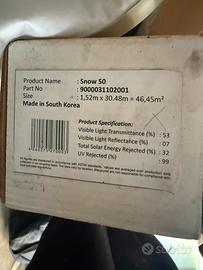 Product Name : Snow 50
Part No : 9000031102001
Size : 1,52m x 30.48m = 46,45m²
Made in South Korea
Product Specification:
Visible Light Transmittance (%) : 53
Visible Light Reflectance (%) : 07
Total Solar Energy Rejected (%) : 32
UV Rejected (%) : 99
subito